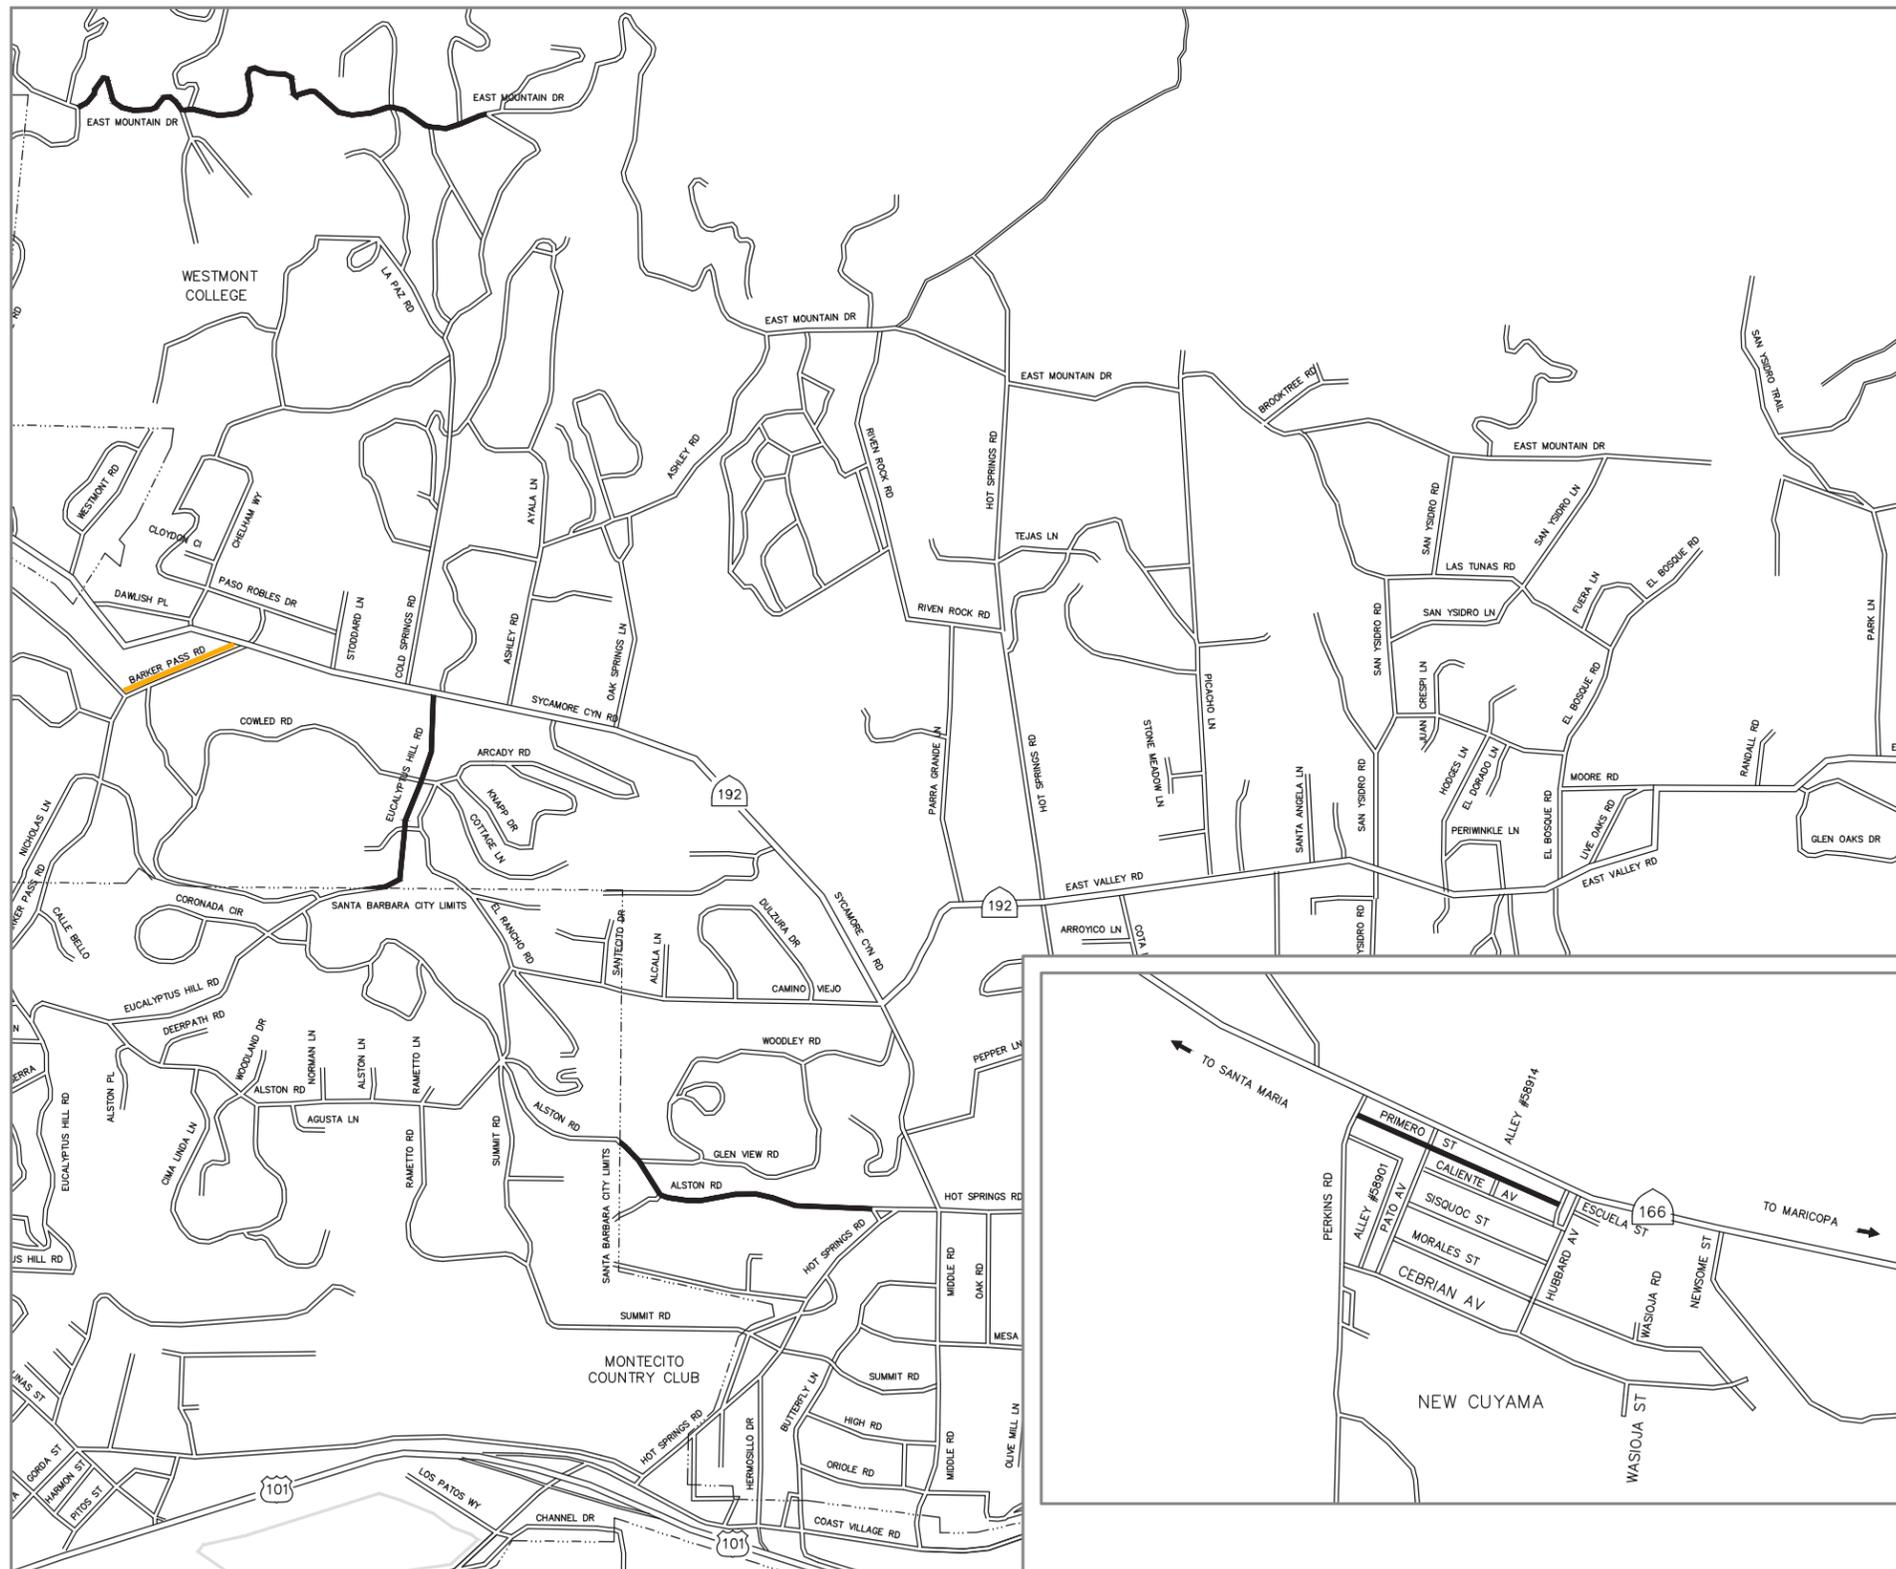 EAST MOUNTAIN DR
EAST MOUNTAIN DR
WESTMONT
COLLEGE
RD
LA PAZ RD
EAST MOUNTAIN DR
EAST MOUNTAIN DR
BROOKTREE RD
SAN YSIDRO TRAIL
EAST MOUNTAIN DR
WESTMONT RD
CLOYDON CI
CHELHAM WY
AYALA LN
ASHLEY RD
RIVEN ROCK RD
HOT SPRINGS RD
TEJAS LN
SAN YSIDRO RD
SAN YSIDRO LN
LAS TUNAS RD
EL BOSQUE RD
FUERA LN
SAN YSIDRO LN
PARK LN
DAWLISH PL
PASO ROBLES DR
STODDARD LN
COLD SPRINGS RD
ASHLEY RD
OAK SPRINGS LN
RIVEN ROCK RD
SAN YSIDRO RD
BARKER PASS RD
SYCAMORE CYN RD
PICACHO LN
JUAN CRESPI LN
EL BOSQUE RD
COWLED RD
EUCALYPTUS HILL RD
ARCADY RD
KNAPP DR
COTTAGE LN
192
PARRA GRANDE LN
HOT SPRINGS RD
STONE MEADOW LN
SANTA ANGELA LN
SAN YSIDRO RD
HODGES LN
EL DORADO LN
MOORE RD
RANDALL RD
E
PERIWINKLE LN
EL BOSQUE RD
LIVE OAKS RD
GLEN OAKS DR
NICHOLAS LN
RKER PASS RD
EAST VALLEY RD
EAST VALLEY RD
192
CALLE BELLO
CORONADA CIR
SANTA BARBARA CITY LIMITS
EL RANCHO RD
SANTECITO DR
ALCALA LN
DULZURA DR
SYCAMORE CYN RD
ARROYICO LN
COTA
YSIDRO RD
EUCALYPTUS HILL RD
CAMINO VIEJO
N
DEERPATH RD
WOODLAND DR
NORMAN LN
ALSTON LN
RAMETTO LN
WOODLEY RD
PEPPER LN
ERRA
EUCALYPTUS HILL RD
ALSTON PL
ALSTON RD
AGUSTA LN
CIMA LINDA LN
RAMETTO RD
SUMMIT RD
ALSTON RD
SANTA BARBARA CITY LIMITS
GLEN VIEW RD
ALSTON RD
HOT SPRINGS RD
US HILL RD
HOT SPRINGS RD
MIDDLE RD
OAK RD
SUMMIT RD
MESA
MONTECITO
COUNTRY CLUB
SUMMIT RD
BUTTERFLY LN
HIGH RD
ORIOLE RD
MIDDLE RD
OLIVE MILL LN
HOT SPRINGS RD
HERMOSILLO DR
COAST VILLAGE RD
INAS ST
GORDA ST
HARMON ST
PITOS ST
101
LOS PATOS WY
CHANNEL DR
101
TO SANTA MARIA
ALLEY #58914
PRIMERO ST
CALIENTE AV
ALLEY #58901
PATO AV
PERKINS RD
SISQUOC ST
MORALES ST
CEBRIAN AV
ESCUELA ST
HUBBARD AV
166
TO MARICOPA
NEWSOME ST
WASIOJA RD
NEW CUYAMA
WASIOJA ST